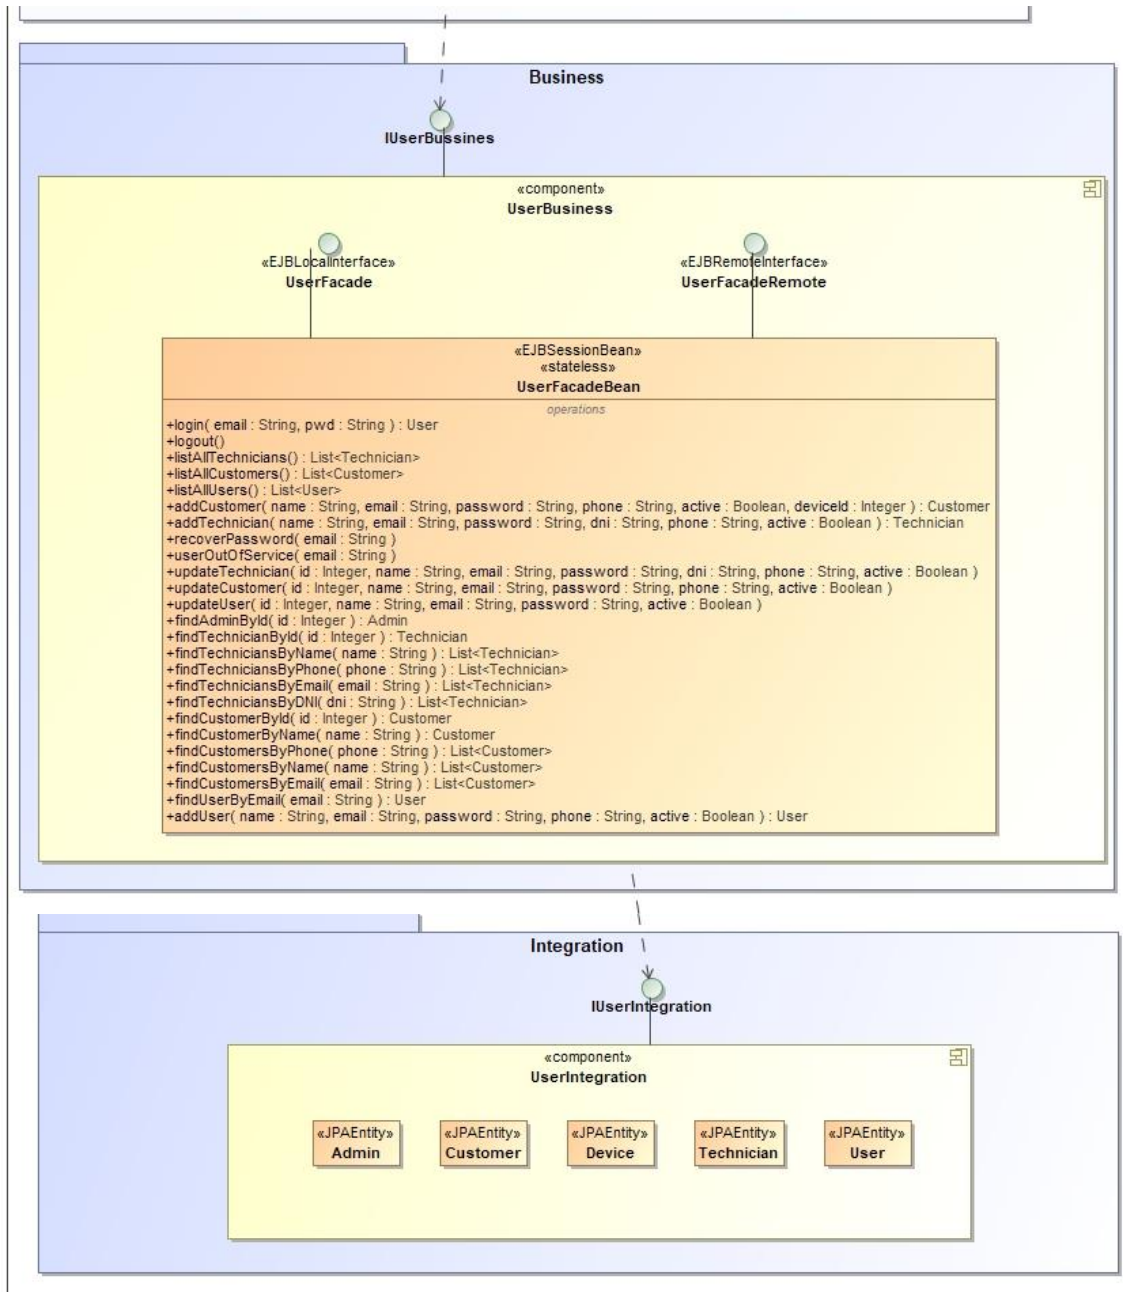 Business
IUserBussines
«component»
UserBusiness
«EJBLocalInterface»
UserFacade
«EJBRemoteInterface»
UserFacadeRemote
«EJBSessionBean»
«stateless»
UserFacadeBean
operations
+login( email : String, pwd : String ) : User
+logout()
+listAllTechnicians() : List<Technician>
+listAllCustomers() : List<Customer>
+listAllUsers() : List<User>
+addCustomer( name : String, email : String, password : String, phone : String, active : Boolean, deviceId : Integer ) : Customer
+addTechnician( name : String, email : String, password : String, dni : String, phone : String, active : Boolean ) : Technician
+recoverPassword( email : String )
+userOutOfService( email : String )
+updateTechnician( id : Integer, name : String, email : String, password : String, dni : String, phone : String, active : Boolean )
+updateCustomer( id : Integer, name : String, email : String, password : String, phone : String, active : Boolean )
+updateUser( id : Integer, name : String, email : String, password : String, active : Boolean )
+findAdminById( id : Integer ) : Admin
+findTechnicianById( id : Integer ) : Technician
+findTechniciansByName( name : String ) : List<Technician>
+findTechniciansByPhone( phone : String ) : List<Technician>
+findTechniciansByEmail( email : String ) : List<Technician>
+findTechniciansByDNI( dni : String ) : List<Technician>
+findCustomerById( id : Integer ) : Customer
+findCustomerByName( name : String ) : Customer
+findCustomersByPhone( phone : String ) : List<Customer>
+findCustomersByName( name : String ) : List<Customer>
+findCustomersByEmail( email : String ) : List<Customer>
+findUserByEmail( email : String ) : User
+addUser( name : String, email : String, password : String, phone : String, active : Boolean ) : User
Integration
IUserIntegration
«component»
UserIntegration
«JPAEntity»
Admin
«JPAEntity»
Customer
«JPAEntity»
Device
«JPAEntity»
Technician
«JPAEntity»
User